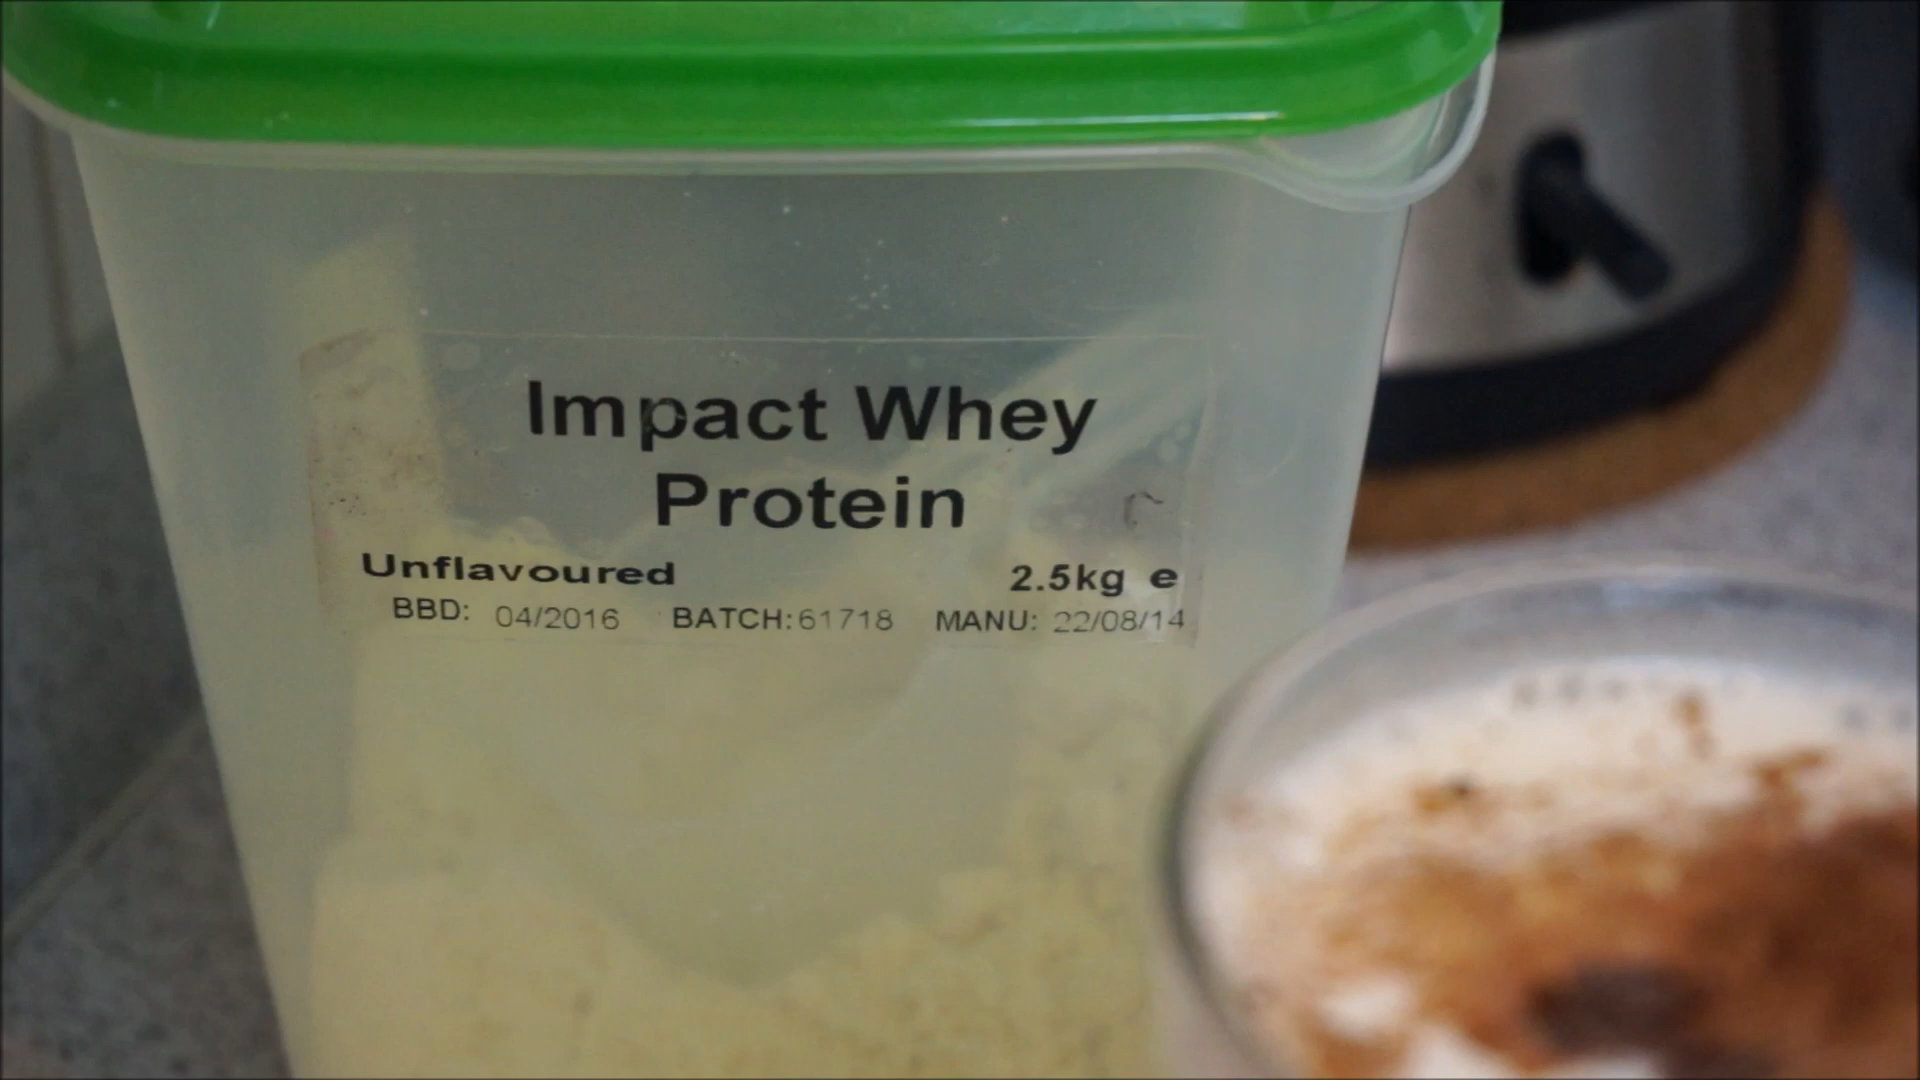 Impact Whey
Protein
Unflavoured 2.5kg e
BBD: 04/2016 BATCH: 61718 MANU: 22/08/14